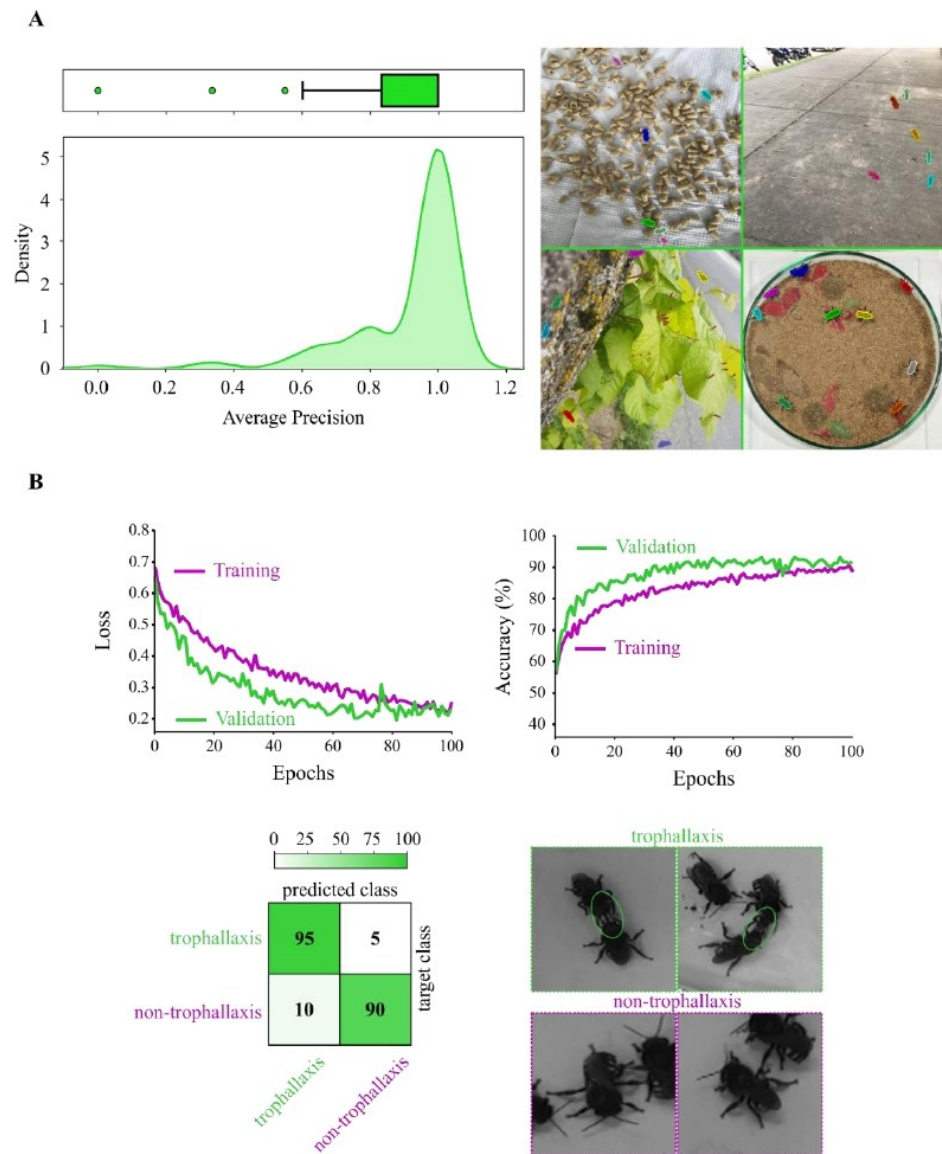 A
5
4
3
2
1
0
Density
0.0 0.2 0.4 0.6 0.8 1.0 1.2
Average Precision
B
0.8
0.7
0.6
0.5
0.4
0.3
0.2
Loss
Training
Validation
0 20 40 60 80 100
Epochs
100
90
80
70
60
50
40
Accuracy (%)
Validation
Training
0 20 40 60 80 100
Epochs
0 25 50 75 100
predicted class
trophallaxis 95 5
non-trophallaxis 10 90
target class
trophallaxis
non-trophallaxis
trophallaxis
non-trophallaxis